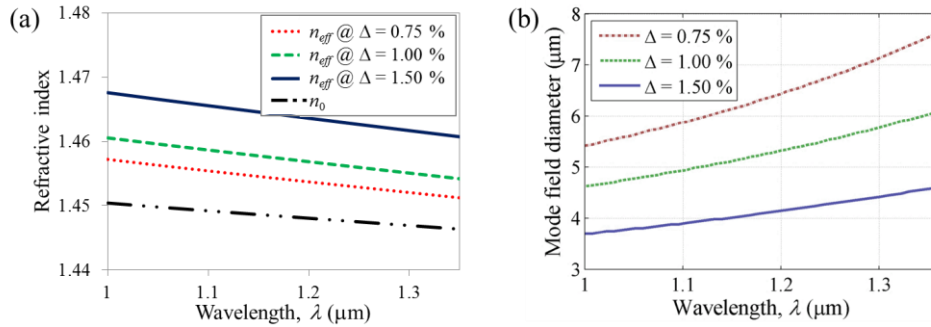 (a)
1.48
1.47
1.46
1.45
1.44
Refractive index
n_eff @ Δ = 0.75 %
n_eff @ Δ = 1.00 %
n_eff @ Δ = 1.50 %
n_0
1 1.1 1.2 1.3
Wavelength, λ (μm)
(b)
8
7
6
5
4
3
Mode field diameter (μm)
Δ = 0.75 %
Δ = 1.00 %
Δ = 1.50 %
1 1.1 1.2 1.3
Wavelength, λ (μm)